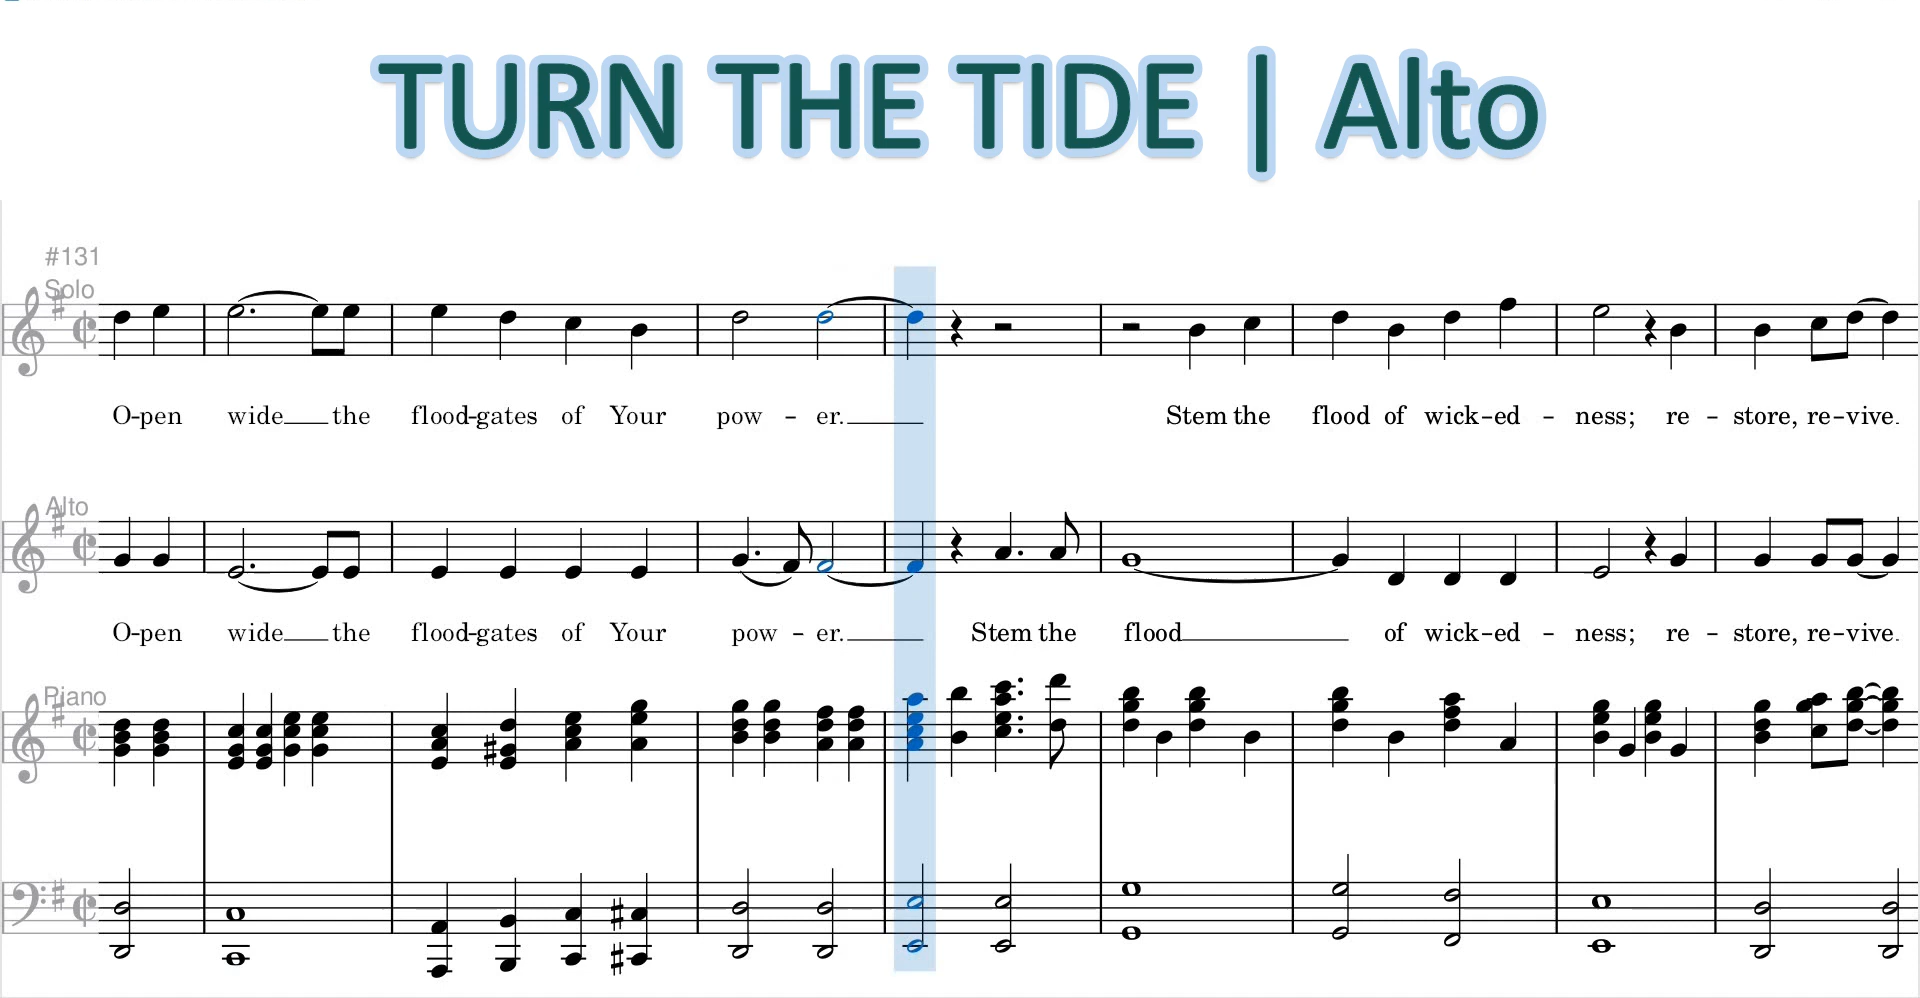 TURN THE TIDE | Alto
#131
Solo
O-pen wide the flood-gates of Your pow - er. Stem the flood of wick-ed - ness; re - store, re-vive.
Alto
O-pen wide the flood-gates of Your pow - er. Stem the flood of wick-ed - ness; re - store, re-vive.
Piano